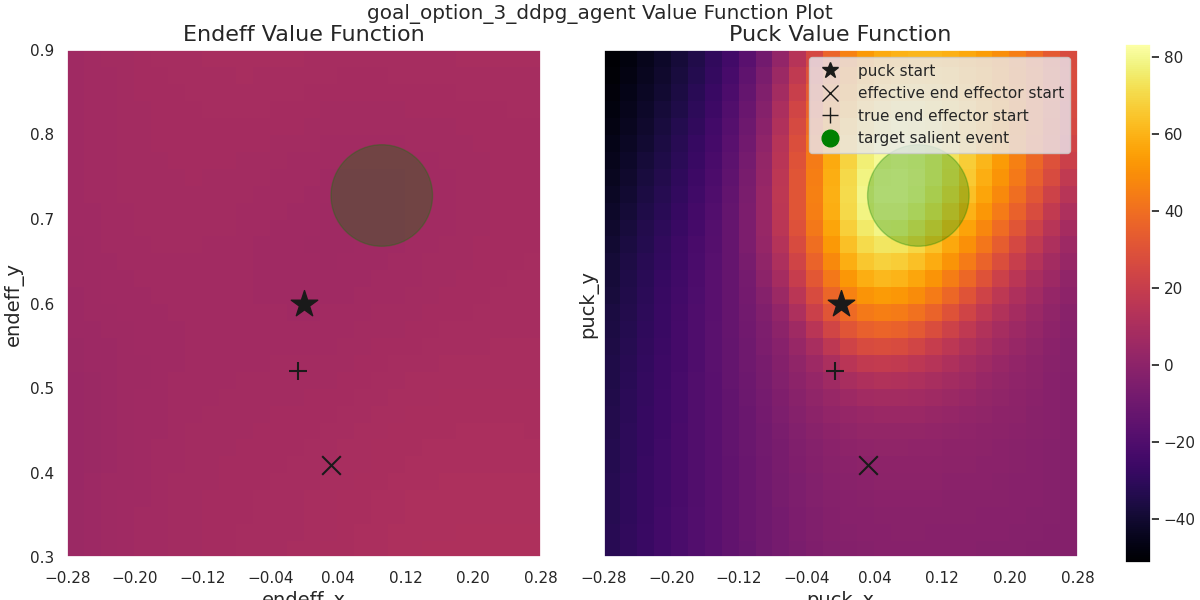 goal_option_3_ddpg_agent Value Function Plot
Endeff Value Function
endeff_y
0.9
0.8
0.7
0.6
0.5
0.4
0.3
−0.28 −0.20 −0.12 −0.04 0.04 0.12 0.20 0.28
endeff_x
Puck Value Function
puck start
effective end effector start
true end effector start
target salient event
puck_y
−0.28 −0.20 −0.12 −0.04 0.04 0.12 0.20 0.28
puck_x
80
60
40
20
0
−20
−40